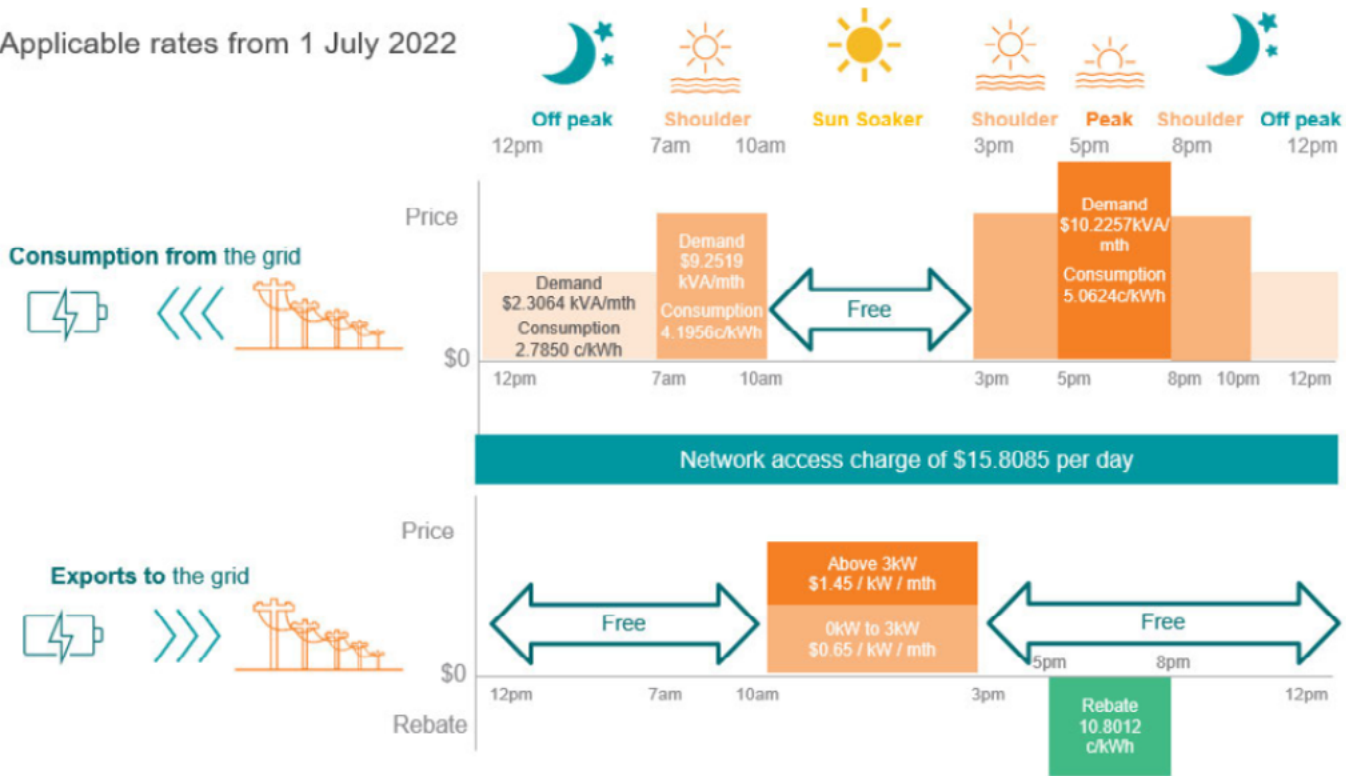 Applicable rates from 1 July 2022
Off peak Shoulder Sun Soaker Shoulder Peak Shoulder Off peak
12pm 7am 10am 3pm 5pm 8pm 12pm
Price
Consumption from the grid
Demand
$2.3064 kVA/mth
Consumption
2.7850 c/kWh
Demand
$9.2519
kVA/mth
Consumption
4.1956c/kWh
Free
Demand
$10.2257kVA/
mth
Consumption
5.0624c/kWh
$0
12pm 7am 10am 3pm 5pm 8pm 10pm 12pm
Network access charge of $15.8085 per day
Price
Exports to the grid
Free
Above 3kW
$1.45 / kW / mth
0kW to 3kW
$0.65 / kW / mth
Free
5pm 8pm
$0
12pm 7am 10am 3pm 12pm
Rebate
Rebate
10.8012
c/kWh